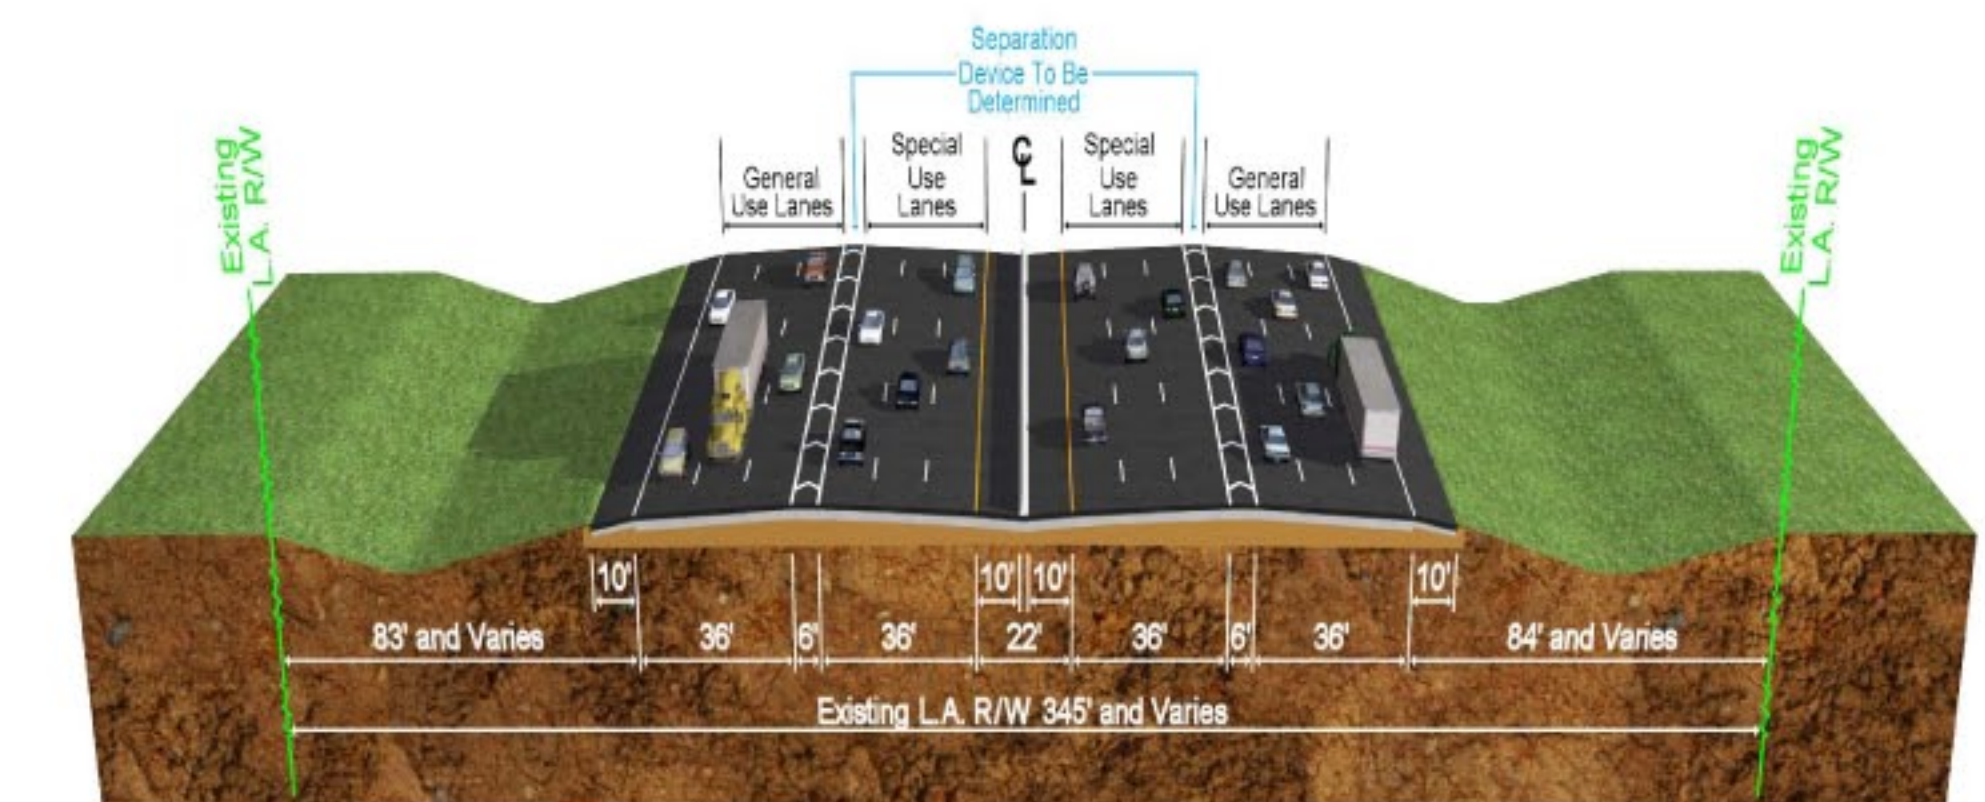 Separation
Device To Be
Determined
Existing
L.A. R/W
General
Use Lanes
Special
Use
Lanes
CL
Special
Use
Lanes
General
Use Lanes
Existing
L.A. R/W
10'
10'
10'
10'
83' and Varies
36'
6'
36'
22'
36'
6'
36'
84' and Varies
Existing L.A. R/W 345' and Varies